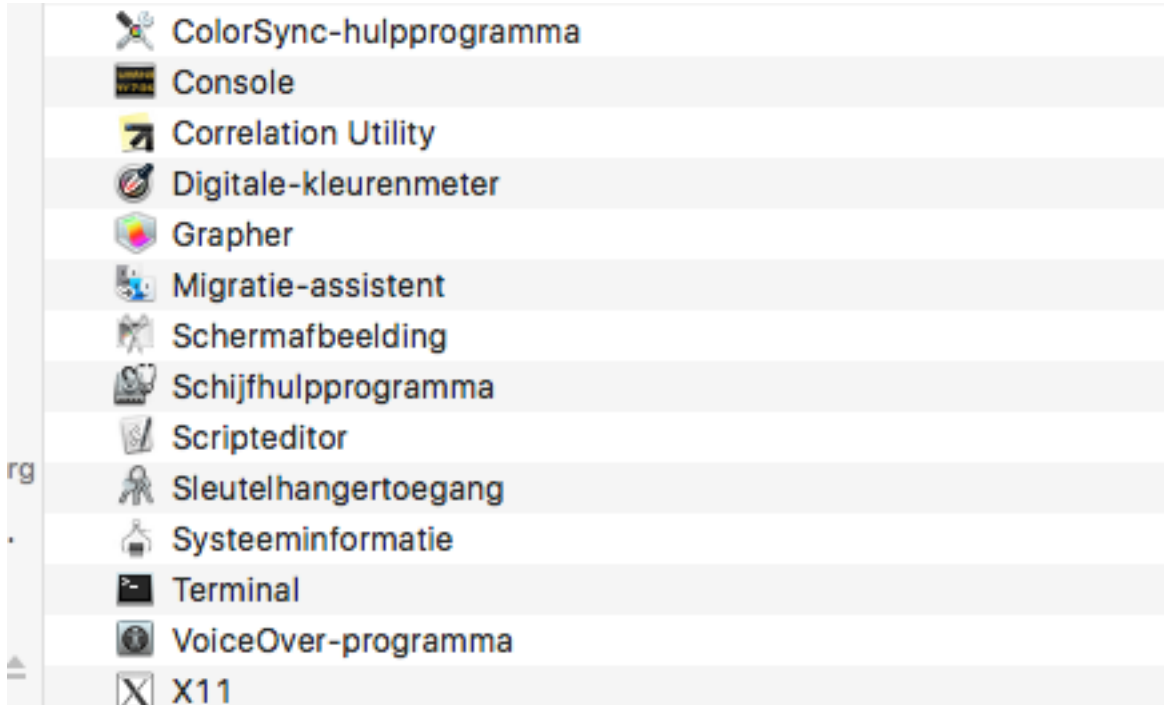 ColorSync-hulpprogramma
Console
Correlation Utility
Digitale-kleurenmeter
Grapher
Migratie-assistent
Schermafbeelding
Schijfhulpprogramma
Scripteditor
rg
Sleutelhangertoegang
Systeeminformatie
Terminal
VoiceOver-programma
X11